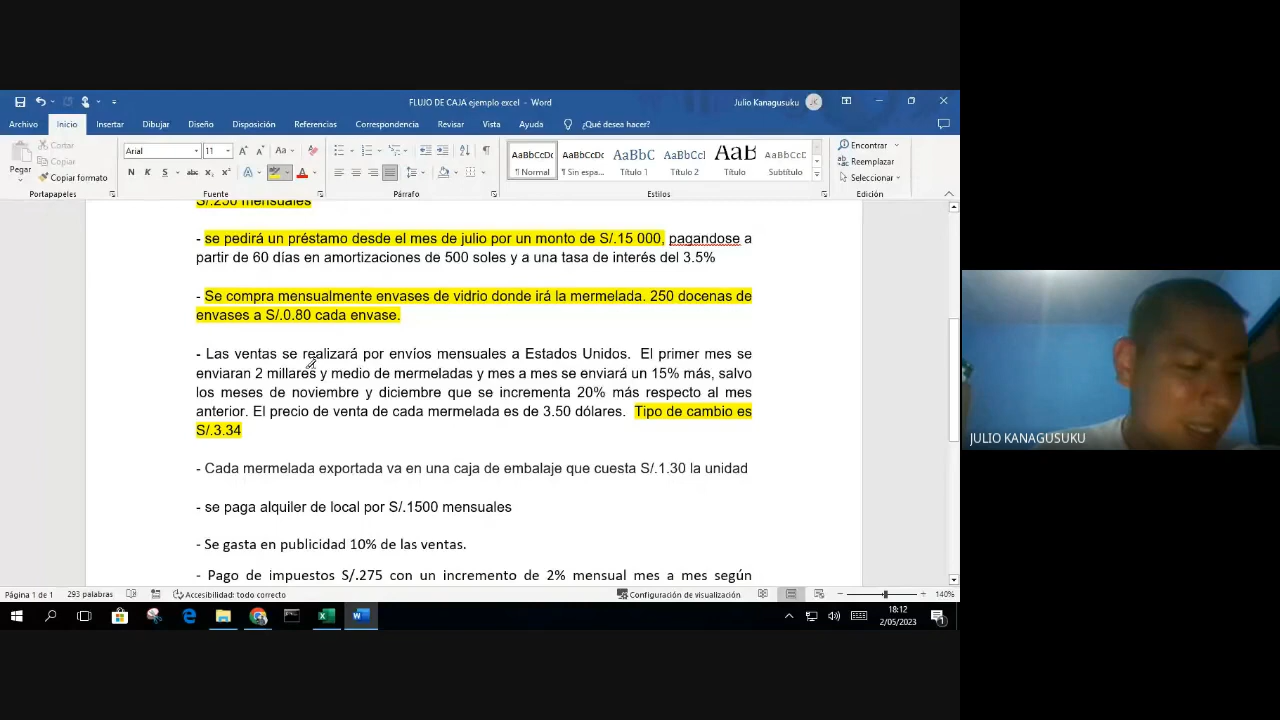 FLUJO DE CAJA ejemplo excel - Word
Julio Kanagusuku JK
Archivo Inicio Insertar Dibujar Diseño Disposición Referencias Correspondencia Revisar Vista Ayuda ¿Qué desea hacer?
Pegar
Cortar
Copiar
Copiar formato
Portapapeles
Arial 11
N K S abc x₂ x²
Fuente
Párrafo
AaBbCcDc AaBbCcDc AaBbC AaBbCcI AaB AaBbCcD
¶ Normal ¶ Sin espa... Título 1 Título 2 Título Subtítulo
Estilos
Encontrar
Reemplazar
Seleccionar
Edición
S/.250 mensuales
- se pedirá un préstamo desde el mes de julio por un monto de S/.15 000, pagandose a
partir de 60 días en amortizaciones de 500 soles y a una tasa de interés del 3.5%
- Se compra mensualmente envases de vidrio donde irá la mermelada. 250 docenas de
envases a S/.0.80 cada envase.
- Las ventas se realizará por envíos mensuales a Estados Unidos. El primer mes se
enviaran 2 millares y medio de mermeladas y mes a mes se enviará un 15% más, salvo
los meses de noviembre y diciembre que se incrementa 20% más respecto al mes
anterior. El precio de venta de cada mermelada es de 3.50 dólares. Tipo de cambio es
S/.3.34
- Cada mermelada exportada va en una caja de embalaje que cuesta S/.1.30 la unidad
- se paga alquiler de local por S/.1500 mensuales
- Se gasta en publicidad 10% de las ventas.
- Pago de impuestos S/.275 con un incremento de 2% mensual mes a mes según
Página 1 de 1 293 palabras Accesibilidad: todo correcto Configuración de visualización 140%
18:12
2/05/2023
JULIO KANAGUSUKU